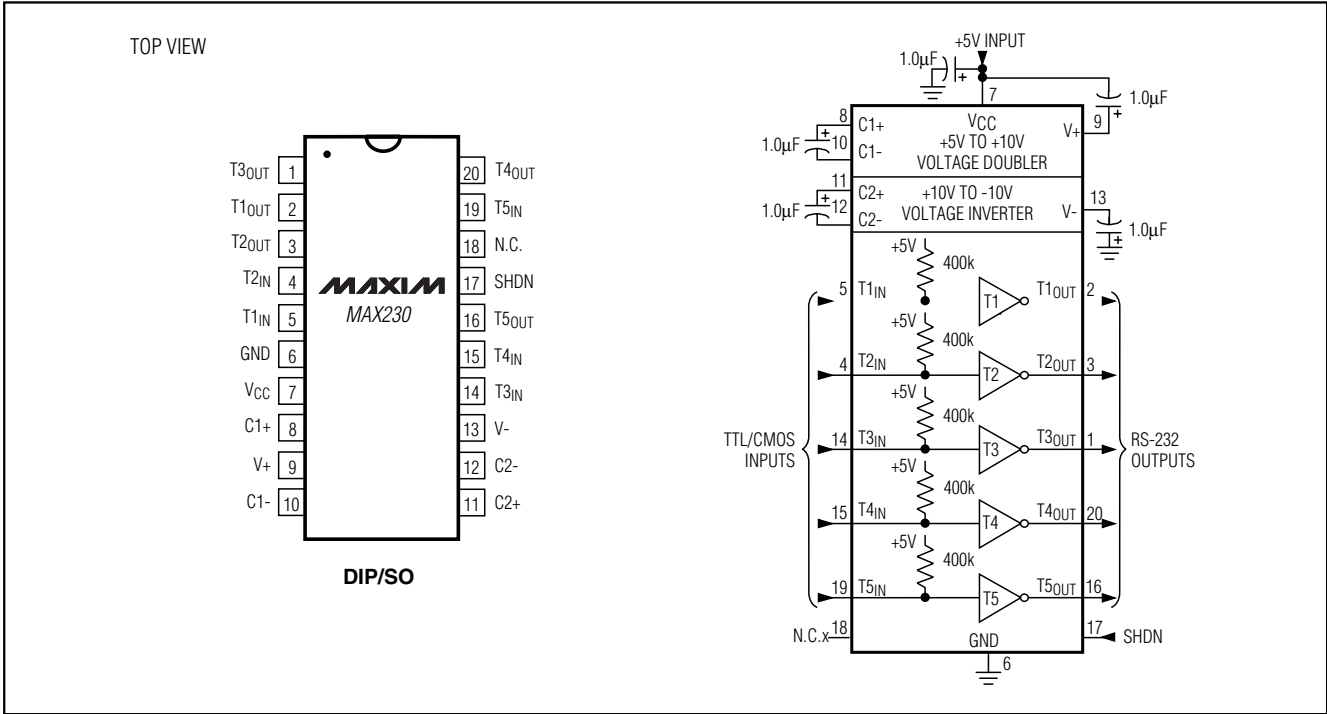 TOP VIEW
T3OUT 1
T1OUT 2
T2OUT 3
T2IN 4
T1IN 5
GND 6
VCC 7
C1+ 8
V+ 9
C1- 10
MAXIM
MAX230
20 T4OUT
19 T5IN
18 N.C.
17 SHDN
16 T5OUT
15 T4IN
14 T3IN
13 V-
12 C2-
11 C2+
DIP/SO
+5V INPUT
1.0µF
+
7
+
1.0µF
8 C1+
+
1.0µF
10 C1-
VCC
+5V TO +10V
VOLTAGE DOUBLER
V+ 9
11 C2+
+
1.0µF
12 C2-
+10V TO -10V
VOLTAGE INVERTER
V- 13
+
1.0µF
+5V
400k
5 T1IN
T1
T1OUT 2
+5V
400k
4 T2IN
T2
T2OUT 3
+5V
400k
TTL/CMOS
INPUTS
14 T3IN
T3
T3OUT 1
RS-232
OUTPUTS
+5V
400k
15 T4IN
T4
T4OUT 20
+5V
400k
19 T5IN
T5
T5OUT 16
N.C.x 18
GND
6
17 SHDN